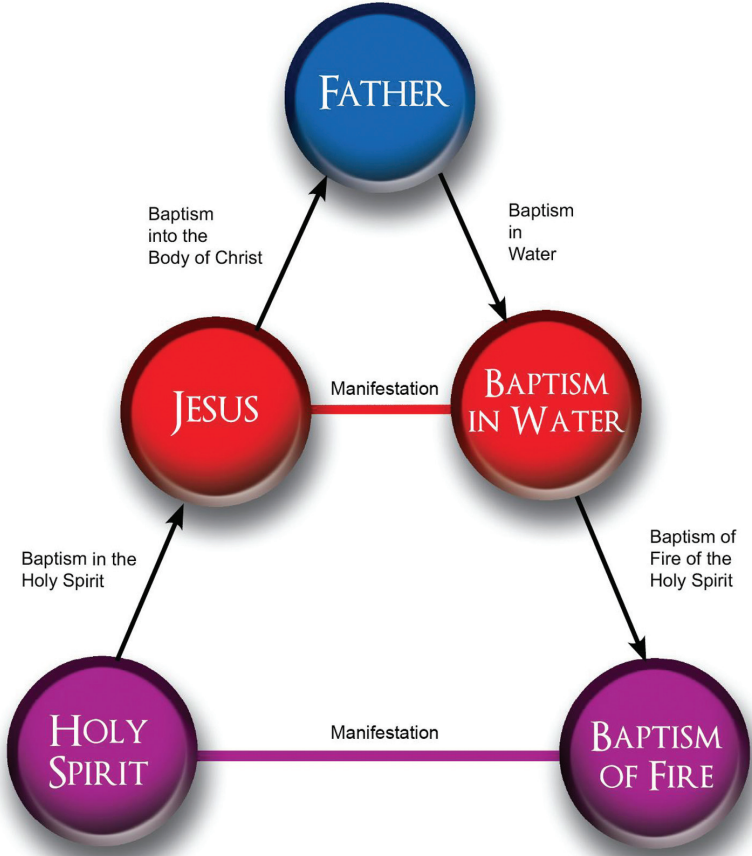 FATHER
Baptism
into the
Body of Christ
Baptism
in
Water
JESUS
Manifestation
BAPTISM
IN WATER
Baptism in the
Holy Spirit
Baptism of
Fire of the
Holy Spirit
HOLY
SPIRIT
Manifestation
BAPTISM
OF FIRE